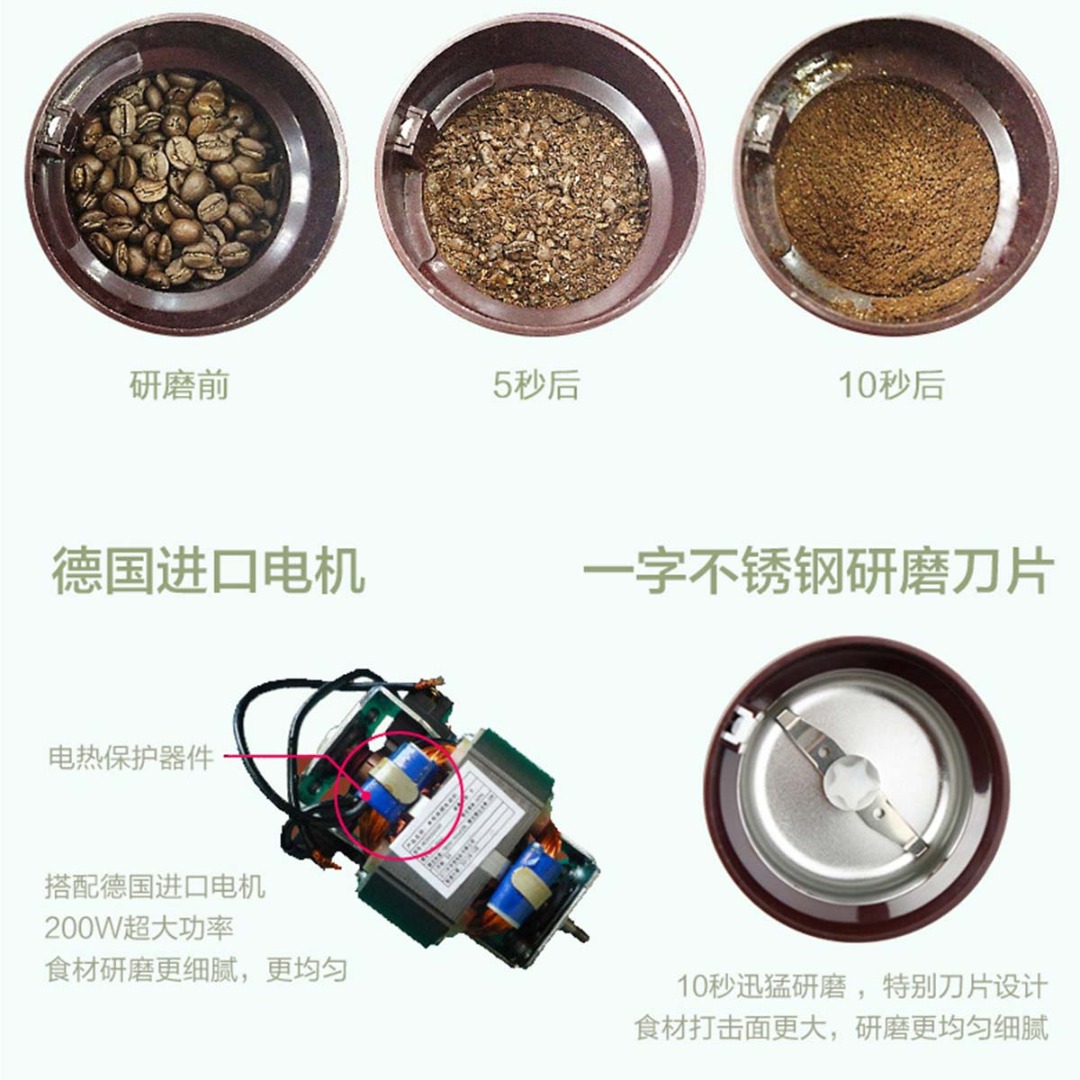 研磨前
5秒后
10秒后
德国进口电机
一字不锈钢研磨刀片
电热保护器件
搭配德国进口电机
200W超大功率
食材研磨更细腻，更均匀
10秒迅猛研磨，特别刀片设计
食材打击面更大，研磨更均匀细腻